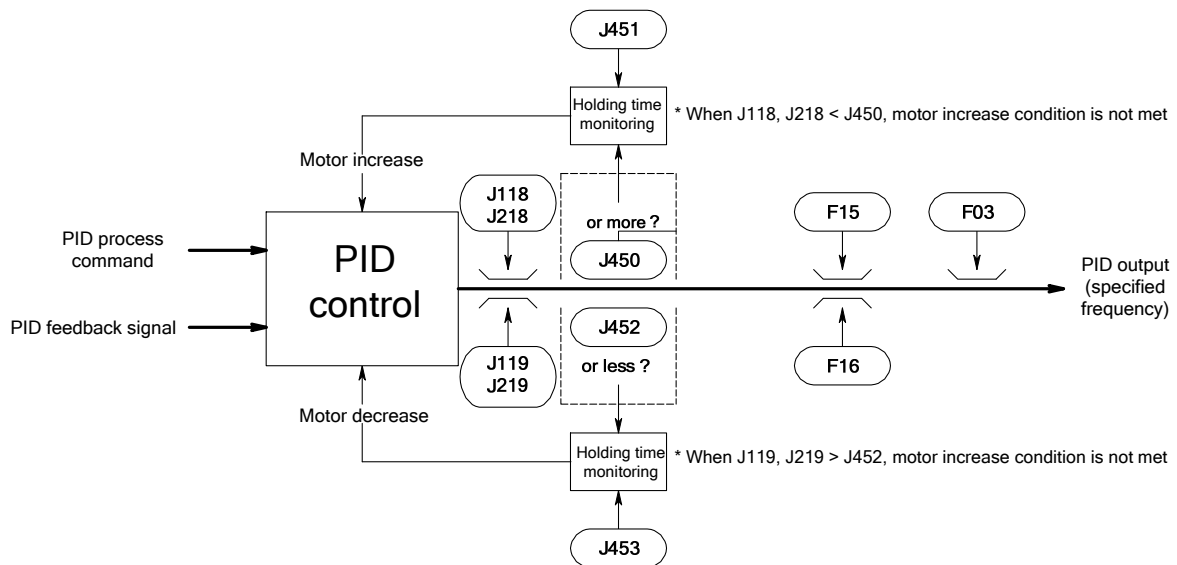 J451
Holding time
monitoring
* When J118, J218 < J450, motor increase condition is not met
Motor increase
J118
J218
or more ?
J450
F15
F03
PID process
command
PID
control
PID output
(specified
frequency)
PID feedback signal
J452
or less ?
J119
J219
F16
Motor decrease
Holding time
monitoring
* When J119, J219 > J452, motor increase condition is not met
J453